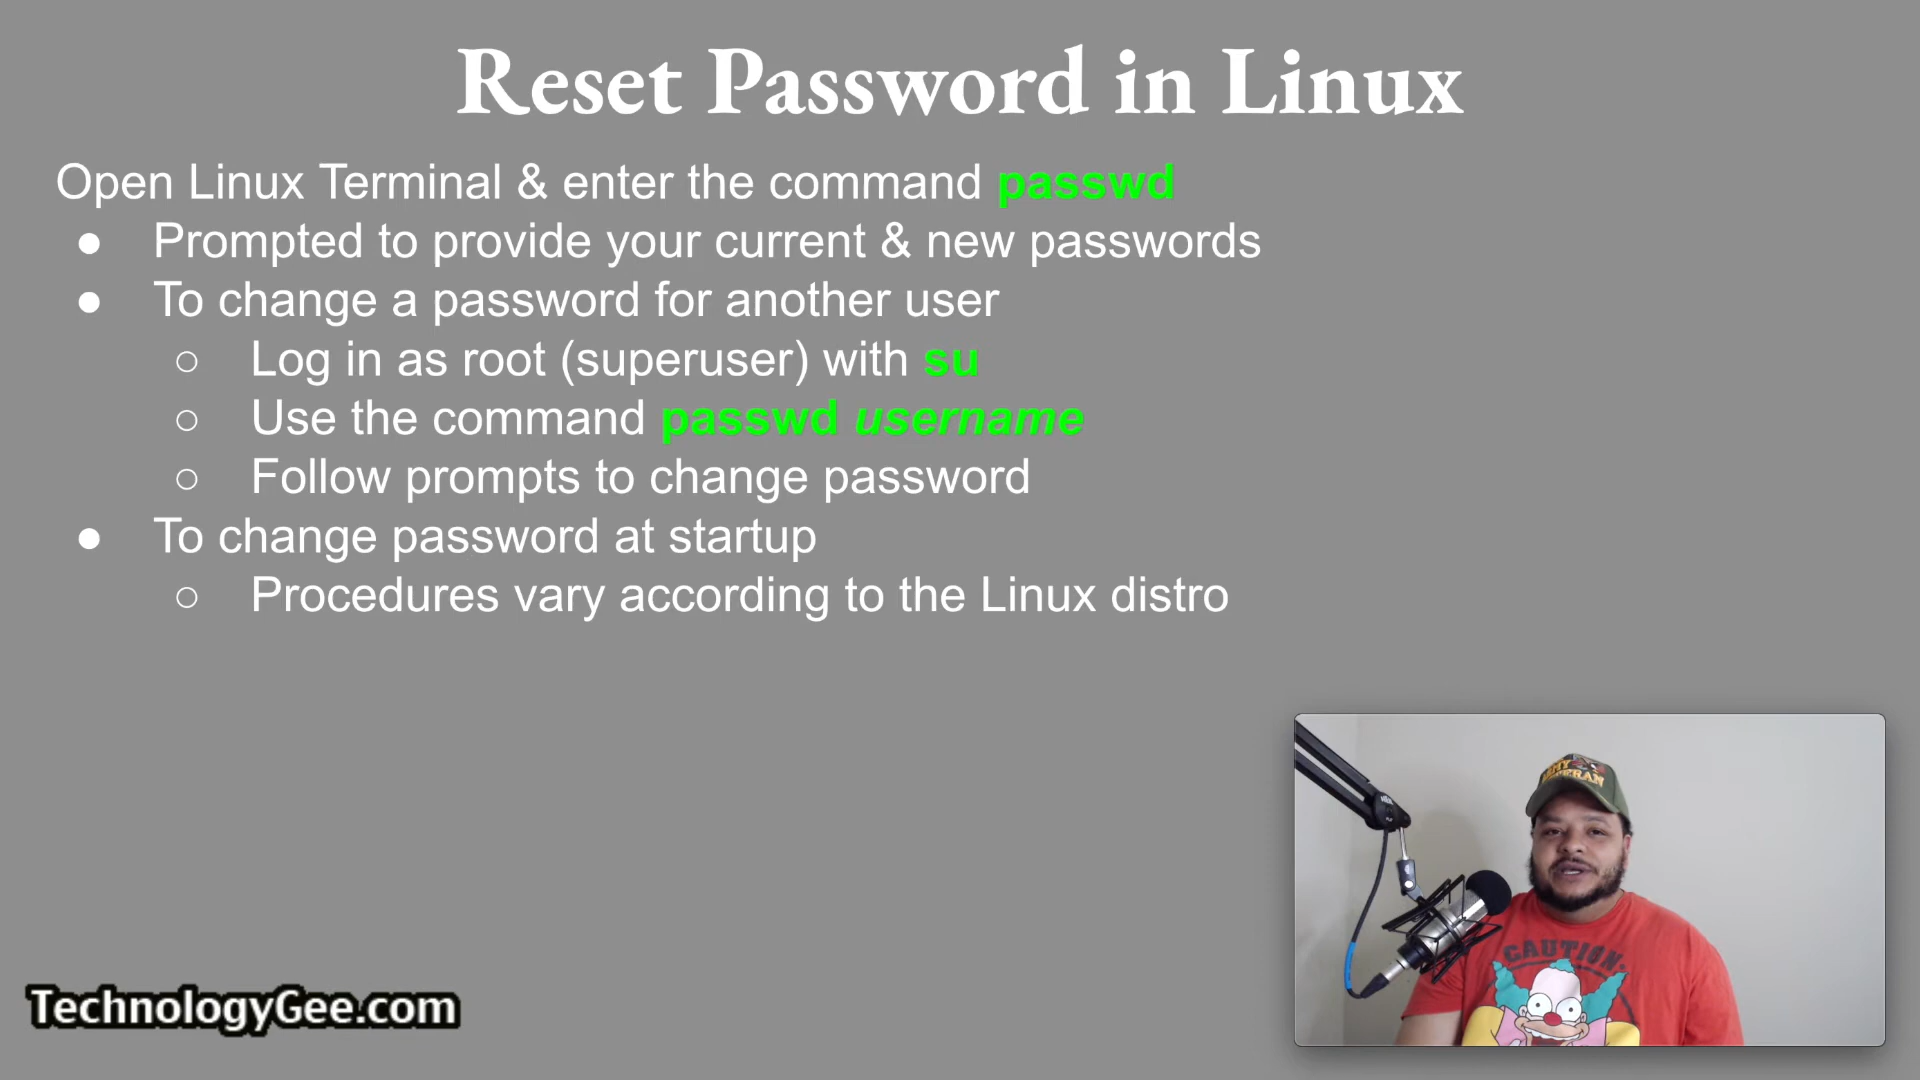 Reset Password in Linux
Open Linux Terminal & enter the command passwd
● Prompted to provide your current & new passwords
● To change a password for another user
○ Log in as root (superuser) with su
○ Use the command passwd username
○ Follow prompts to change password
● To change password at startup
○ Procedures vary according to the Linux distro
CAUTION
TechnologyGee.com